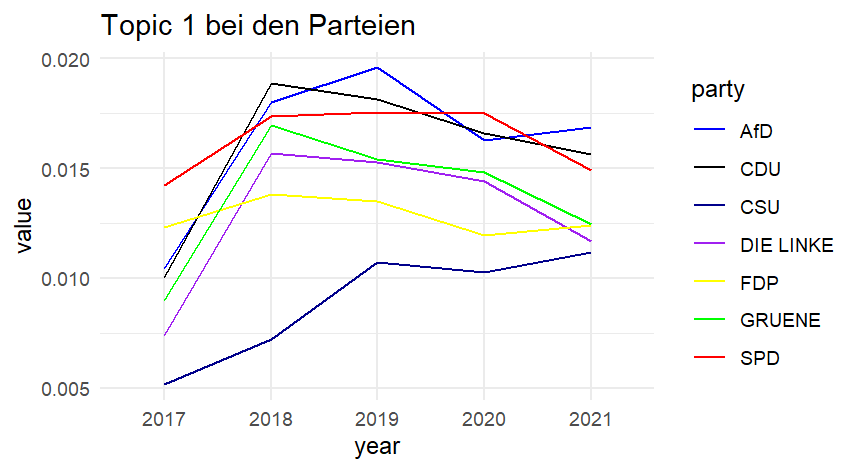 Topic 1 bei den Parteien
0.020
0.015
0.010
0.005
value
2017 2018 2019 2020 2021
year
party
AfD
CDU
CSU
DIE LINKE
FDP
GRUENE
SPD